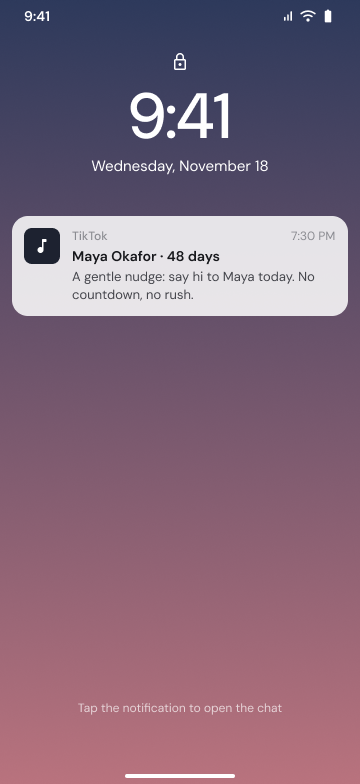 9:41
9:41
Wednesday, November 18
TikTok 7:30 PM
Maya Okafor · 48 days
A gentle nudge: say hi to Maya today. No
countdown, no rush.
Tap the notification to open the chat